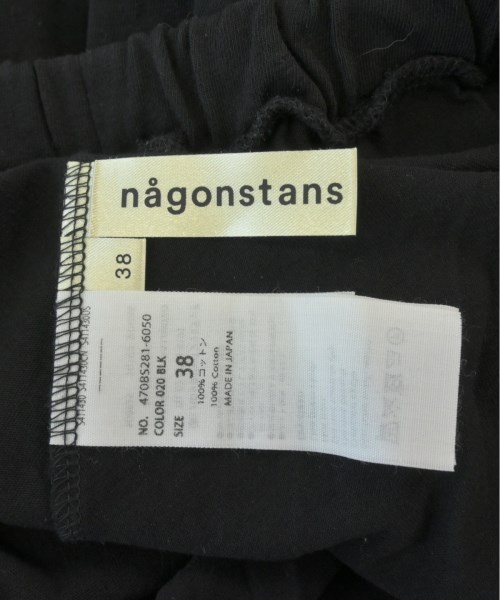 någonstans
38
NO. 470BS281-6050
COLOR 020 BLK
SIZE 38
100% コットン
100% Cotton
MADE IN JAPAN